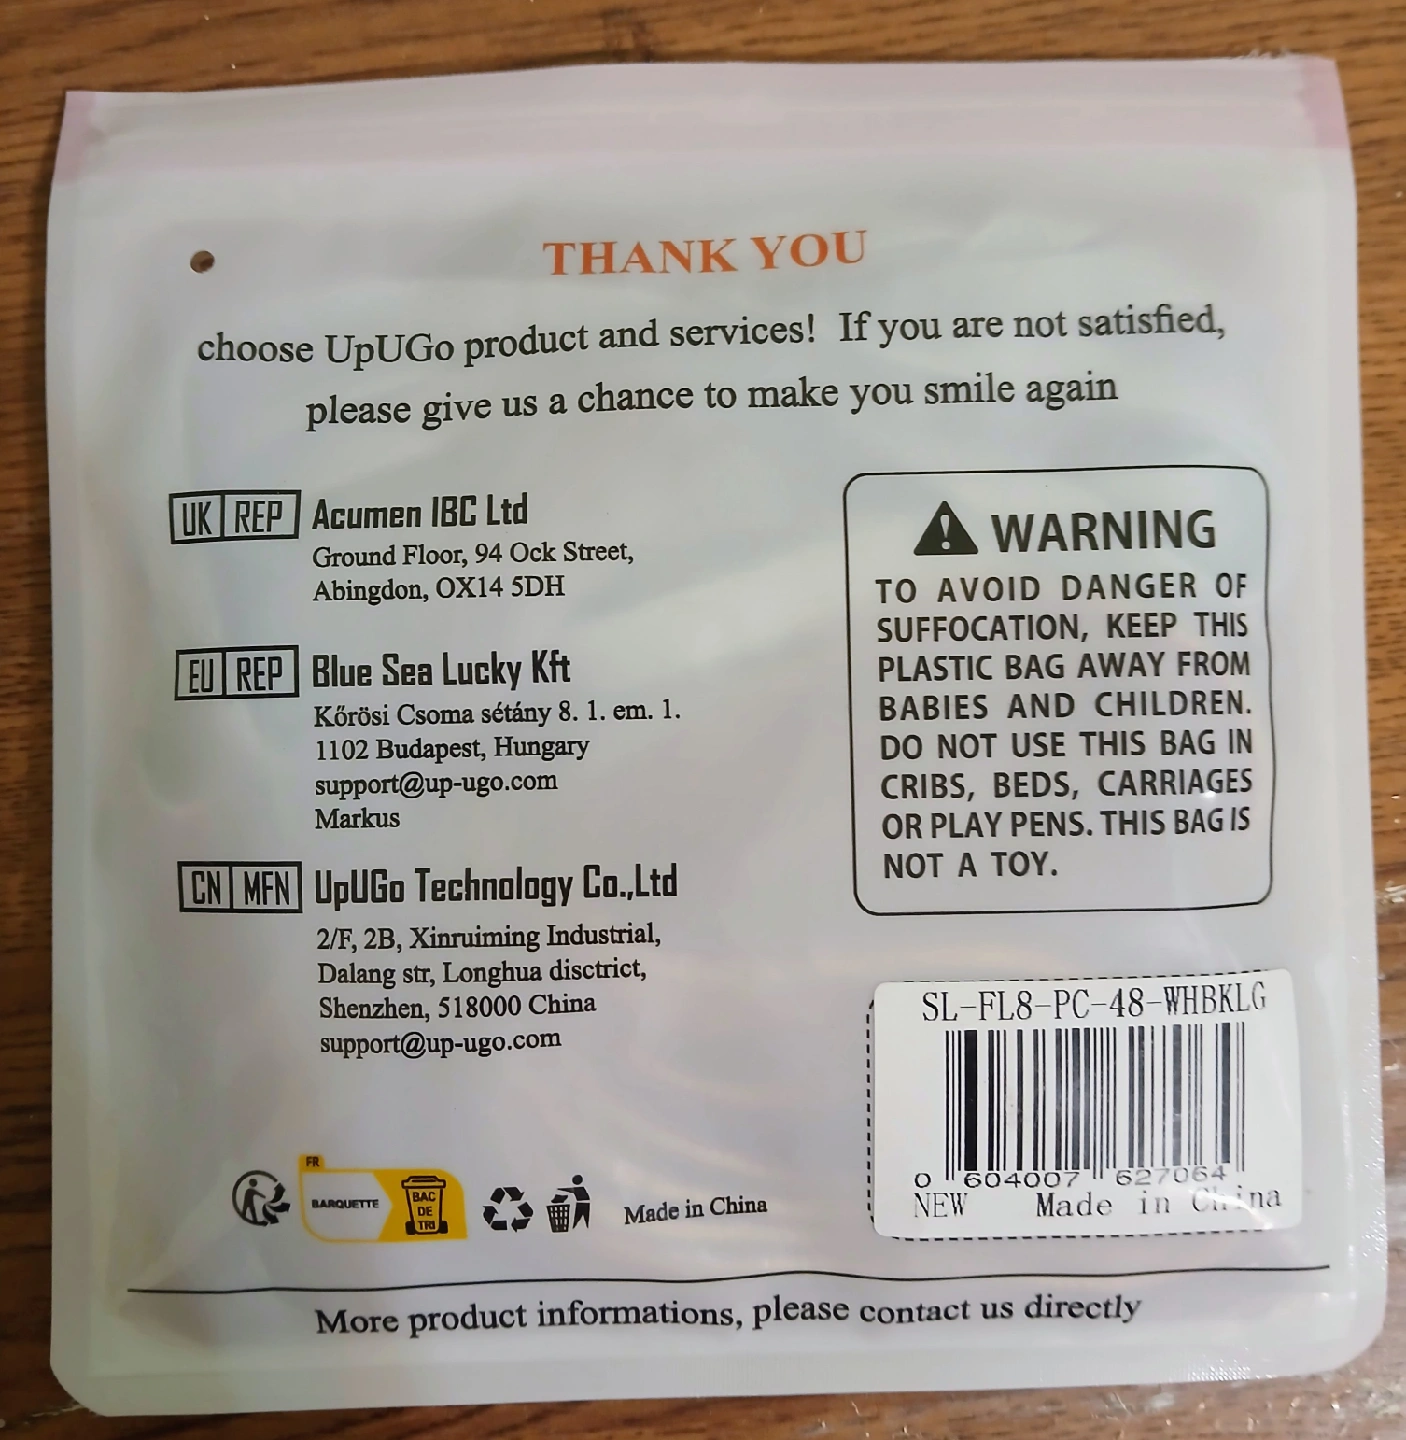 THANK YOU
choose UpUGo product and services! If you are not satisfied,
please give us a chance to make you smile again
UK REP Acumen IBC Ltd
Ground Floor, 94 Ock Street,
Abingdon, OX14 5DH
EU REP Blue Sea Lucky Kft
Kőrösi Csoma sétány 8. 1. em. 1.
1102 Budapest, Hungary
support@up-ugo.com
Markus
CN MFN UpUGo Technology Co.,Ltd
2/F, 2B, Xinruiming Industrial,
Dalang str, Longhua disctrict,
Shenzhen, 518000 China
support@up-ugo.com
WARNING
TO AVOID DANGER OF
SUFFOCATION, KEEP THIS
PLASTIC BAG AWAY FROM
BABIES AND CHILDREN.
DO NOT USE THIS BAG IN
CRIBS, BEDS, CARRIAGES
OR PLAY PENS. THIS BAG IS
NOT A TOY.
SL-FL8-PC-48-WHBKLG
0 604007 627064
NEW Made in China
FR
BARQUETTE
BAC
DE
TRI
Made in China
More product informations, please contact us directly